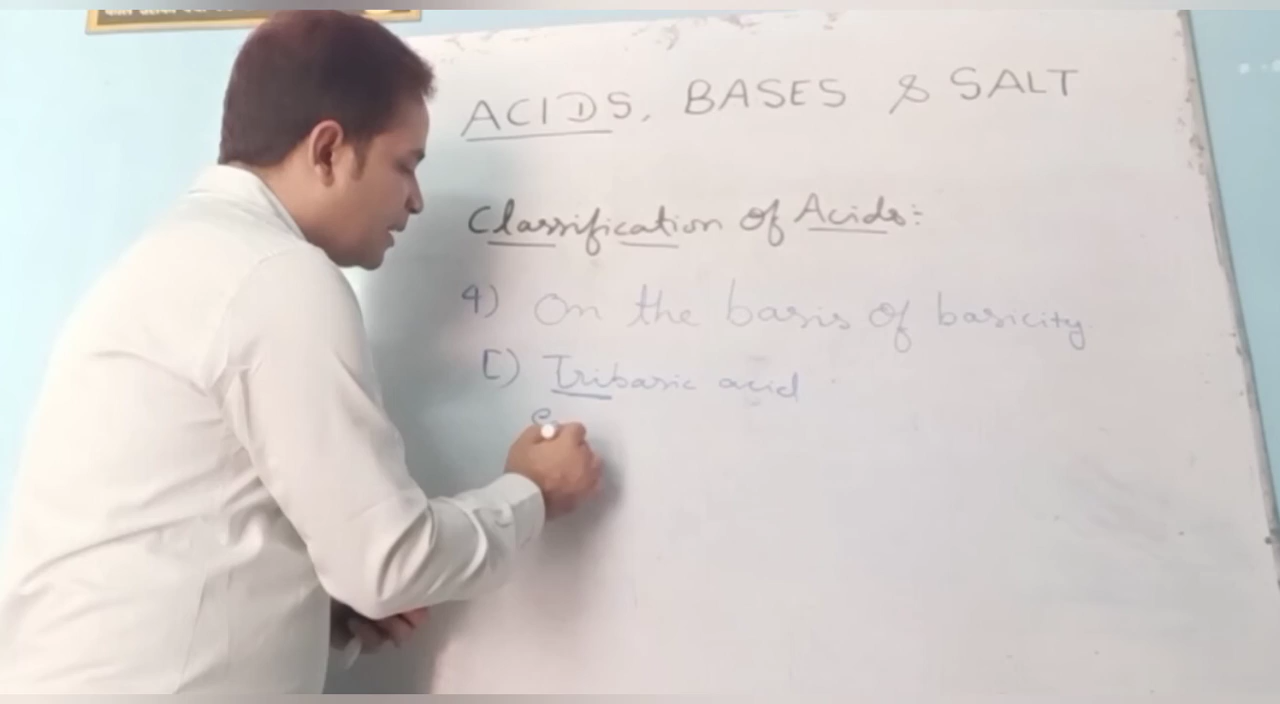 ACIDS, BASES & SALT
Classification of Acids:
4) On the basis of basicity
C) Tribasic acid
e